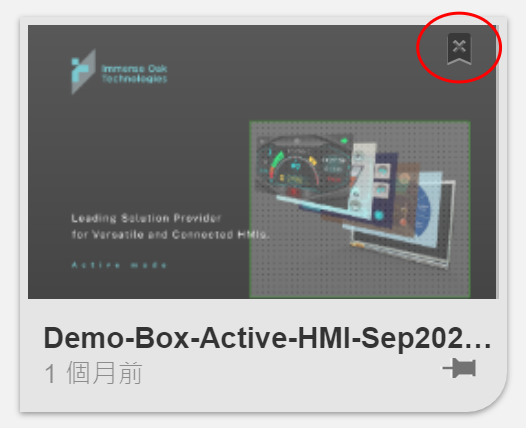 Immense Oak
Technologies
Leading Solution Provider
for Versatile and Connected HMIs.
Active mode
Demo-Box-Active-HMI-Sep202...
1 個月前